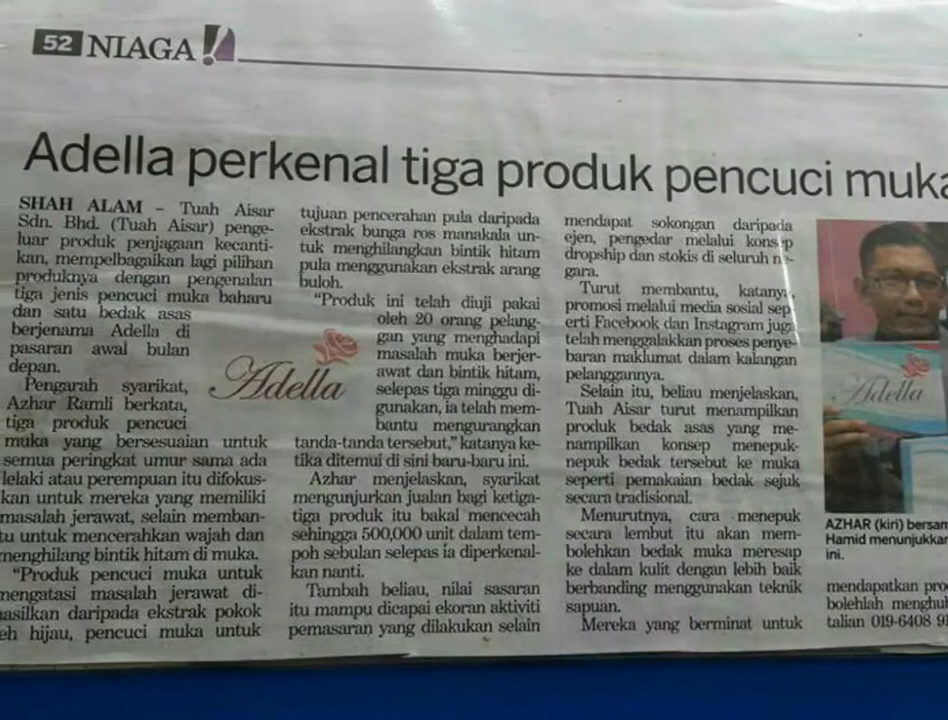 52 NIAGA!
Adella perkenal tiga produk pencuci muka
SHAH ALAM – Tuah Aisar
Sdn. Bhd. (Tuah Aisar) penge-
luar produk penjagaan kecanti-
kan, mempelbagaikan lagi pilihan
produknya dengan pengenalan
tiga jenis pencuci muka baharu
dan satu bedak asas
berjenama Adella di
pasaran awal bulan
depan.
Pengarah syarikat,
Azhar Ramli berkata,
tiga produk pencuci
muka yang bersesuaian untuk
semua peringkat umur sama ada
lelaki atau perempuan itu difokus-
kan untuk mereka yang memiliki
masalah jerawat, selain memban-
tu untuk mencerahkan wajah dan
menghilang bintik hitam di muka.
"Produk pencuci muka untuk
mengatasi masalah jerawat di-
hasilkan daripada ekstrak pokok
teh hijau, pencuci muka untuk
Adella
tujuan pencerahan pula daripada
ekstrak bunga ros manakala un-
tuk menghilangkan bintik hitam
pula menggunakan ekstrak arang
buloh.
"Produk ini telah diuji pakai
oleh 20 orang pelang-
gan yang menghadapi
masalah muka berjer-
awat dan bintik hitam,
selepas tiga minggu di-
gunakan, ia telah mem-
bantu mengurangkan
tanda-tanda tersebut," katanya ke-
tika ditemui di sini baru-baru ini.
Azhar menjelaskan, syarikat
mengunjurkan jualan bagi ketiga-
tiga produk itu bakal mencecah
sehingga 500,000 unit dalam tem-
poh sebulan selepas ia diperkenal-
kan nanti.
Tambah beliau, nilai sasaran
itu mampu dicapai ekoran aktiviti
pemasaran yang dilakukan selain
mendapat sokongan daripada
ejen, pengedar melalui konsep
dropship dan stokis di seluruh ne-
gara.
Turut membantu, katanya,
promosi melalui media sosial sep-
erti Facebook dan Instagram juga
telah menggalakkan proses penye-
baran maklumat dalam kalangan
pelanggannya.
Selain itu, beliau menjelaskan,
Tuah Aisar turut menampilkan
produk bedak asas yang me-
nampilkan konsep menepuk-
nepuk bedak tersebut ke muka
seperti pemakaian bedak sejuk
secara tradisional.
Menurutnya, cara menepuk
secara lembut itu akan mem-
bolehkan bedak muka meresap
ke dalam kulit dengan lebih baik
berbanding menggunakan teknik
sapuan.
Mereka yang berminat untuk
Adella
AZHAR (kiri) bersam
Hamid menunjukkan
ini.
mendapatkan pro
bolehlah menghu
talian 019-6408 91